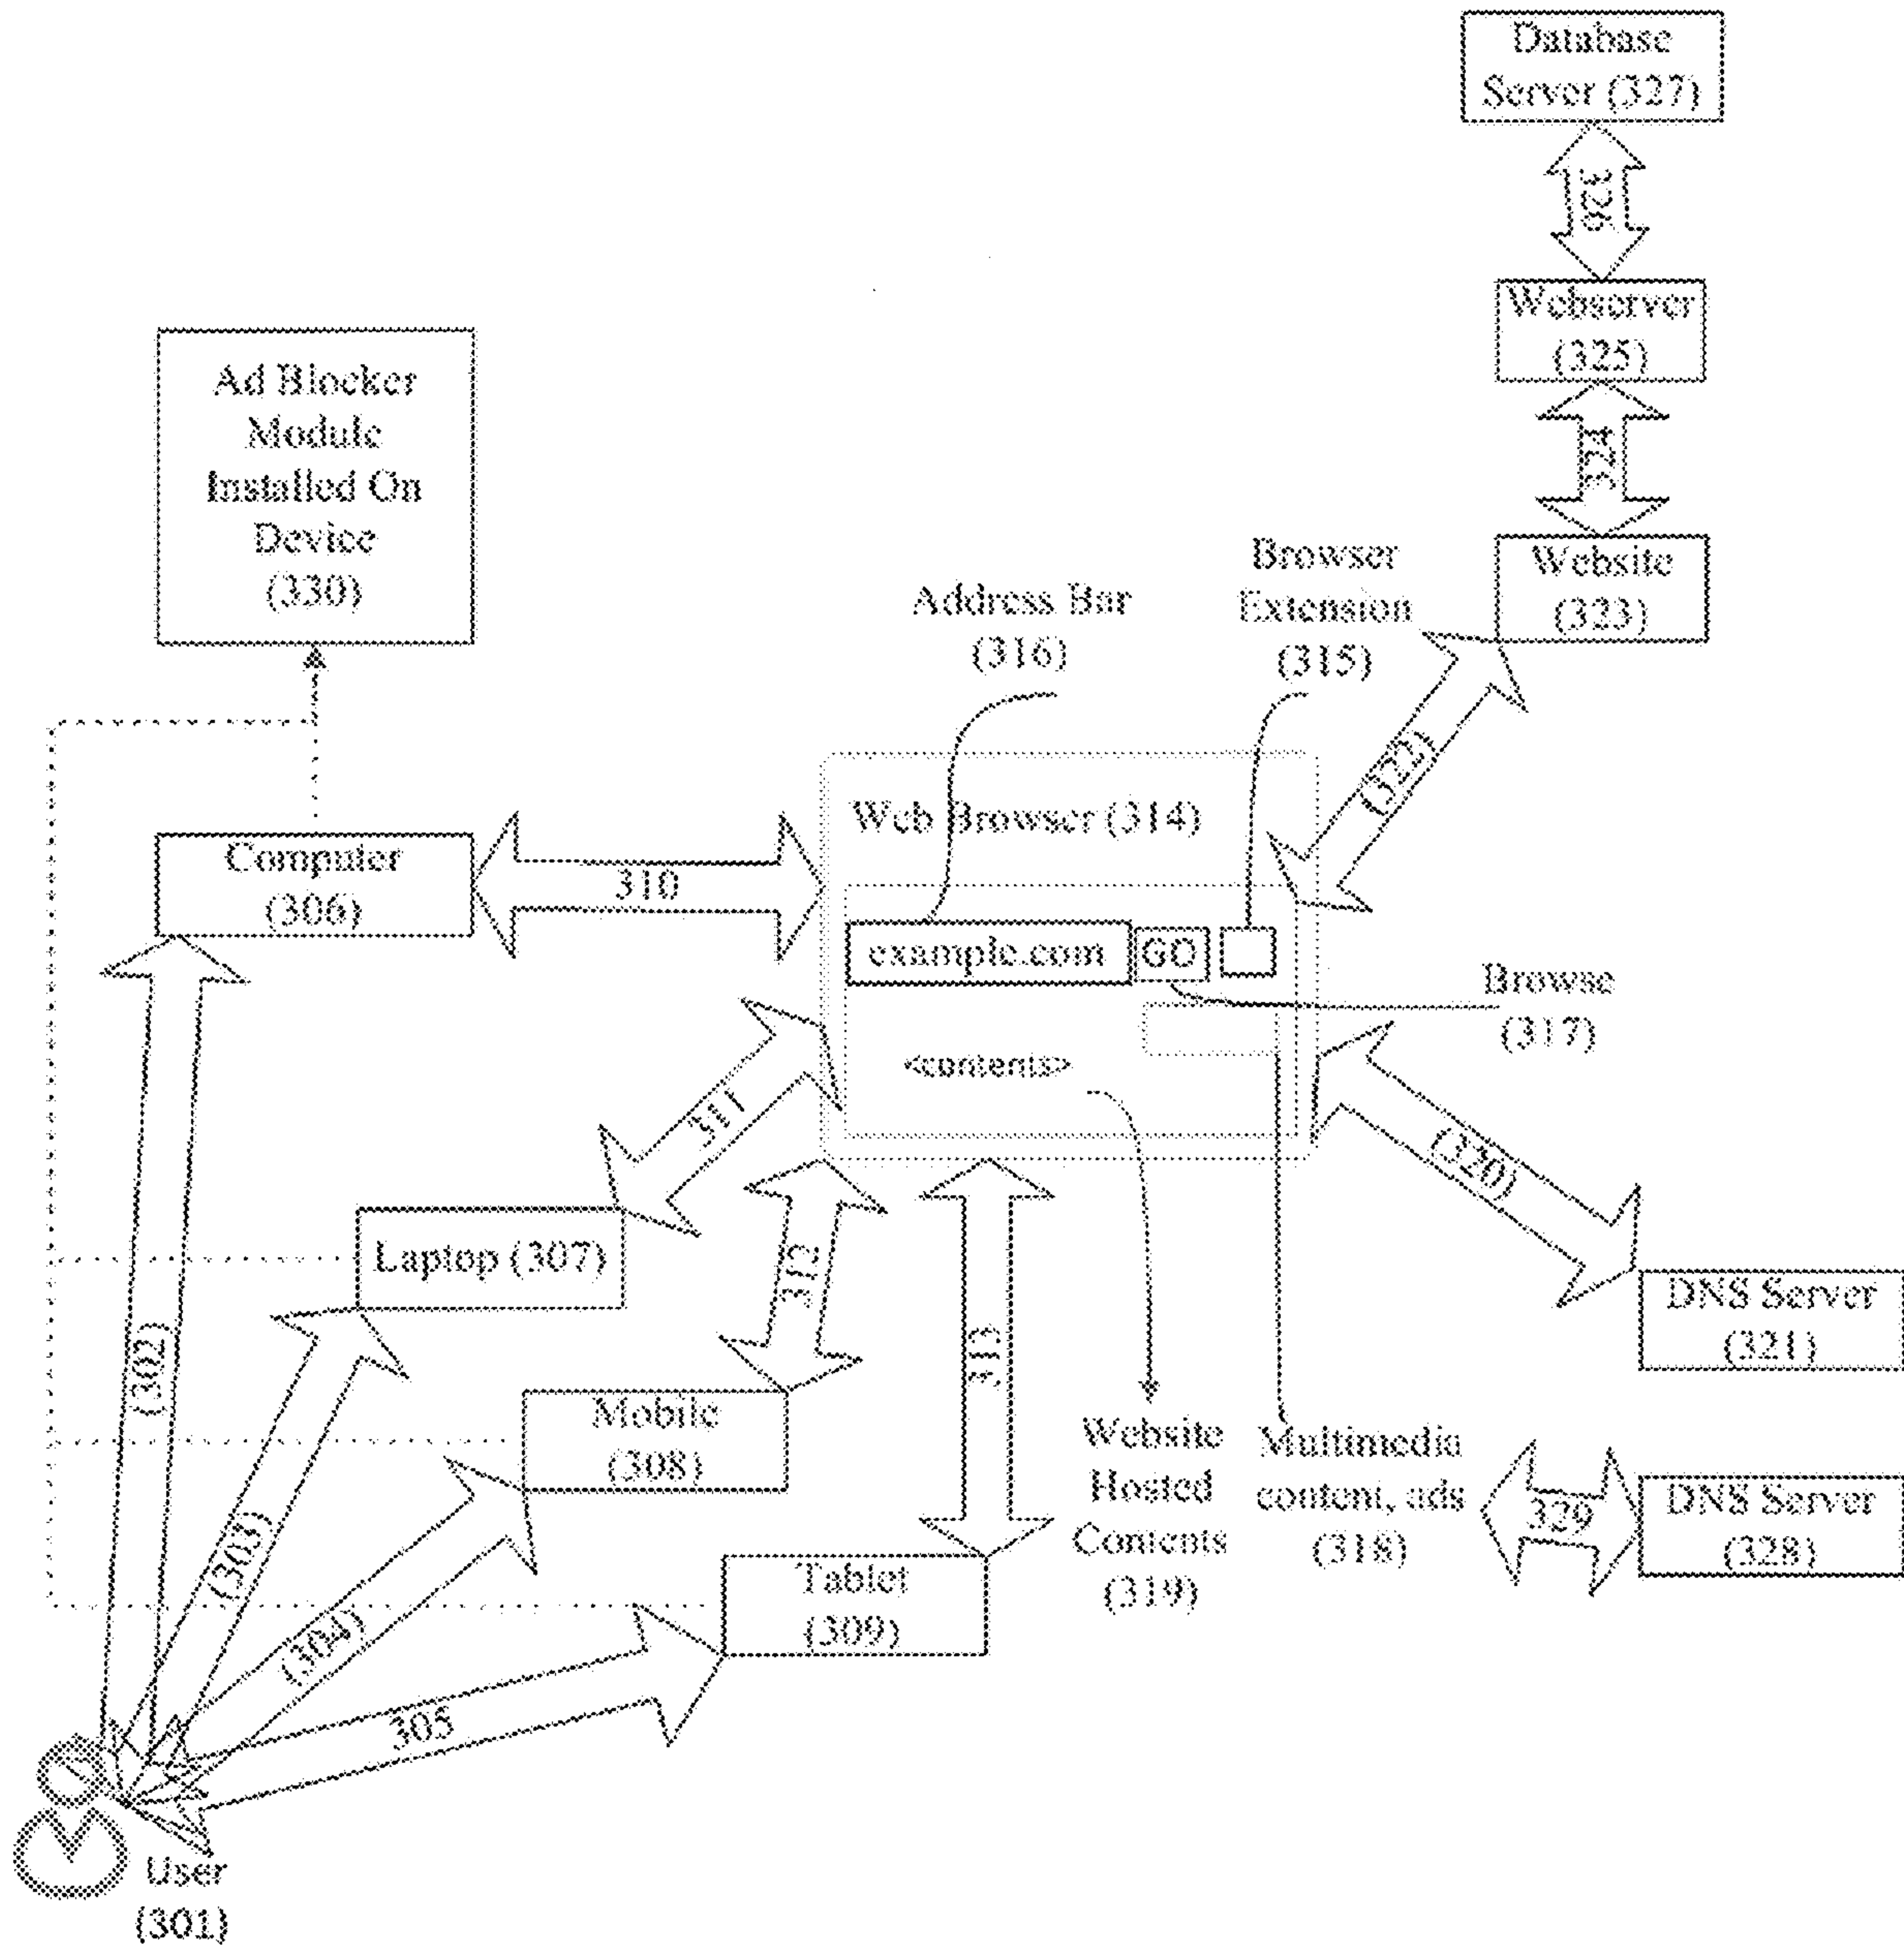 Database
Server (327)
326
Webserver
(325)
324
Website
(323)
Ad Blocker
Module
Installed On
Device
(330)
Address Bar
(316)
Browser
Extension
(315)
(322)
Web Browser (314)
Computer
(306)
310
example.com
GO
Browse
(317)
<contents>
311
(320)
Laptop (307)
312
DNS Server
(321)
313
(302)
Mobile
(308)
Website
Hosted
Contents
(319)
Multimedia
content, ads
(318)
329
DNS Server
(328)
(303)
(304)
Tablet
(309)
305
User
(301)